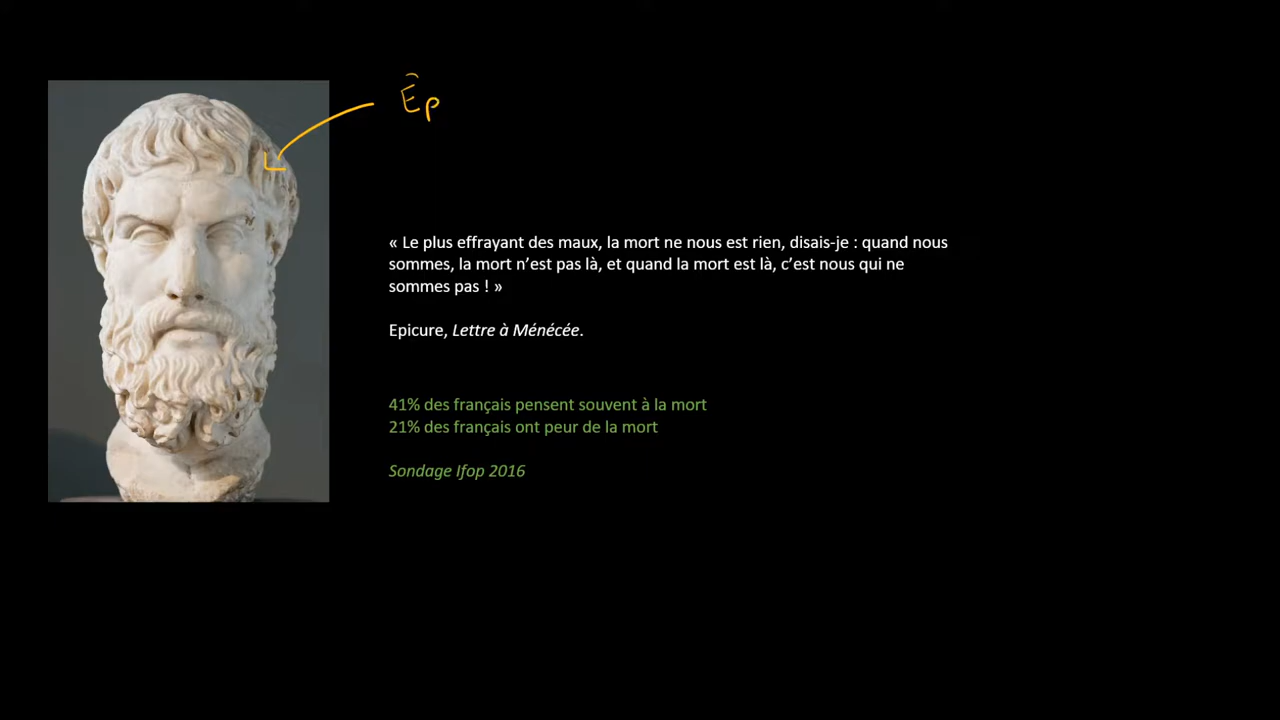 Ép
« Le plus effrayant des maux, la mort ne nous est rien, disais-je : quand nous
sommes, la mort n’est pas là, et quand la mort est là, c’est nous qui ne
sommes pas ! »
Epicure, Lettre à Ménécée.
41% des français pensent souvent à la mort
21% des français ont peur de la mort
Sondage Ifop 2016